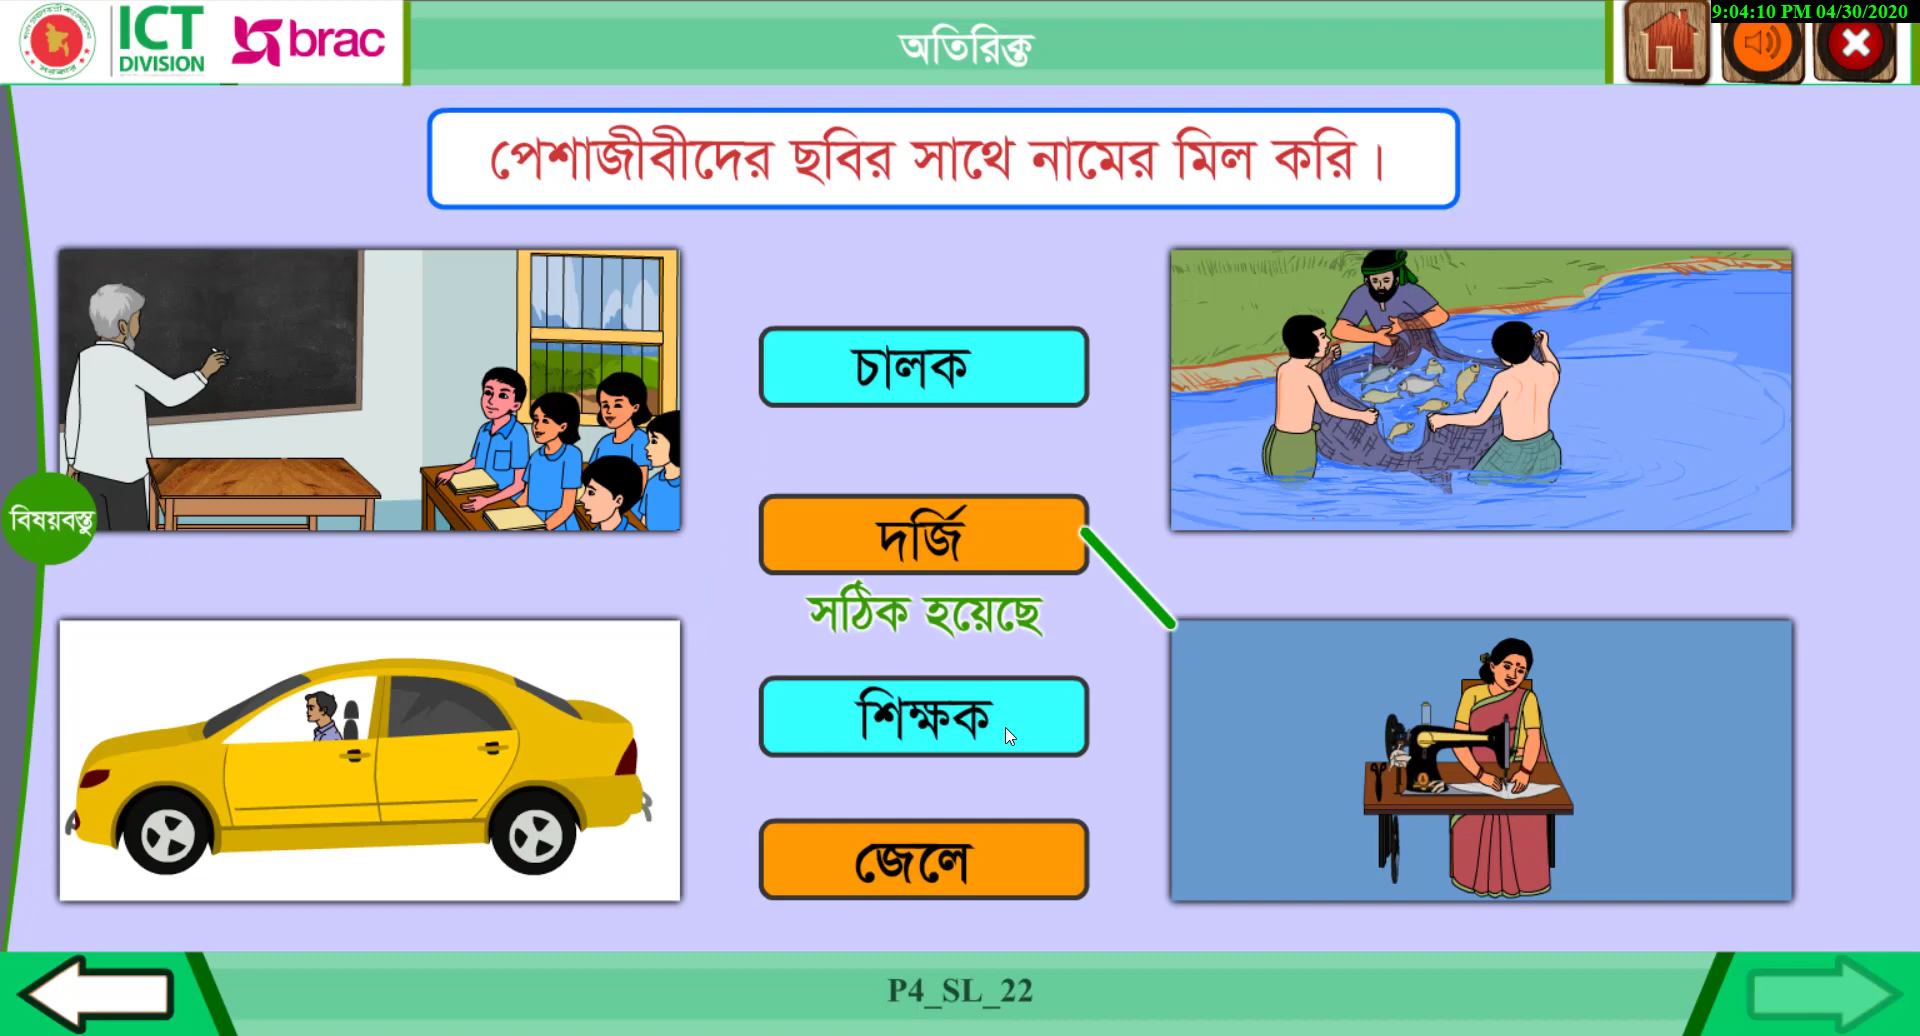 ICT
DIVISION
brac
অতিরিক্ত
9:04:10 PM 04/30/2020
পেশাজীবীদের ছবির সাথে নামের মিল করি।
চালক
দর্জি
সঠিক হয়েছে
শিক্ষক
জেলে
বিষয়বস্তু
P4_SL_22